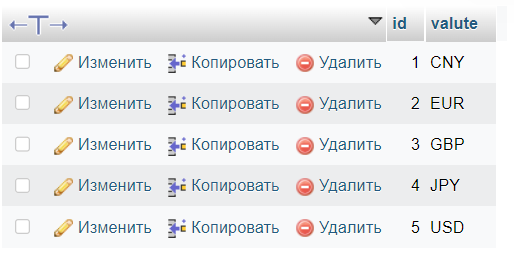 id valute
Изменить Копировать Удалить 1 CNY
Изменить Копировать Удалить 2 EUR
Изменить Копировать Удалить 3 GBP
Изменить Копировать Удалить 4 JPY
Изменить Копировать Удалить 5 USD